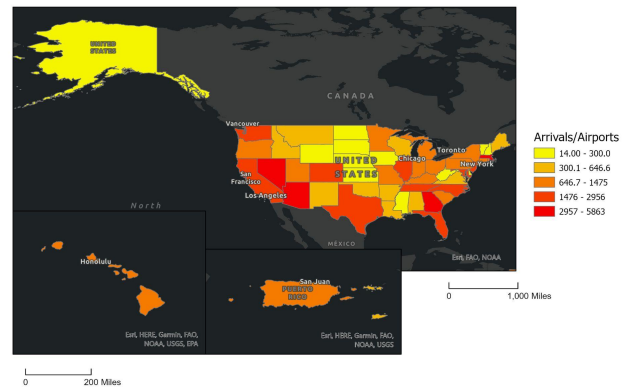 UNITED
STATES
CANADA
Vancouver
Toronto
Chicago
New York
UNITED
STATES
San
Francisco
Los Angeles
North
MÉXICO
Esri, FAO, NOAA
Arrivals/Airports
14.00 - 300.0
300.1 - 646.6
646.7 - 1475
1476 - 2956
2957 - 5863
0 1,000 Miles
Honolulu
Esri, HERE, Garmin, FAO,
NOAA, USGS, EPA
San Juan
PUERTO
RICO
Esri, HERE, Garmin, FAO,
NOAA, USGS
0 200 Miles